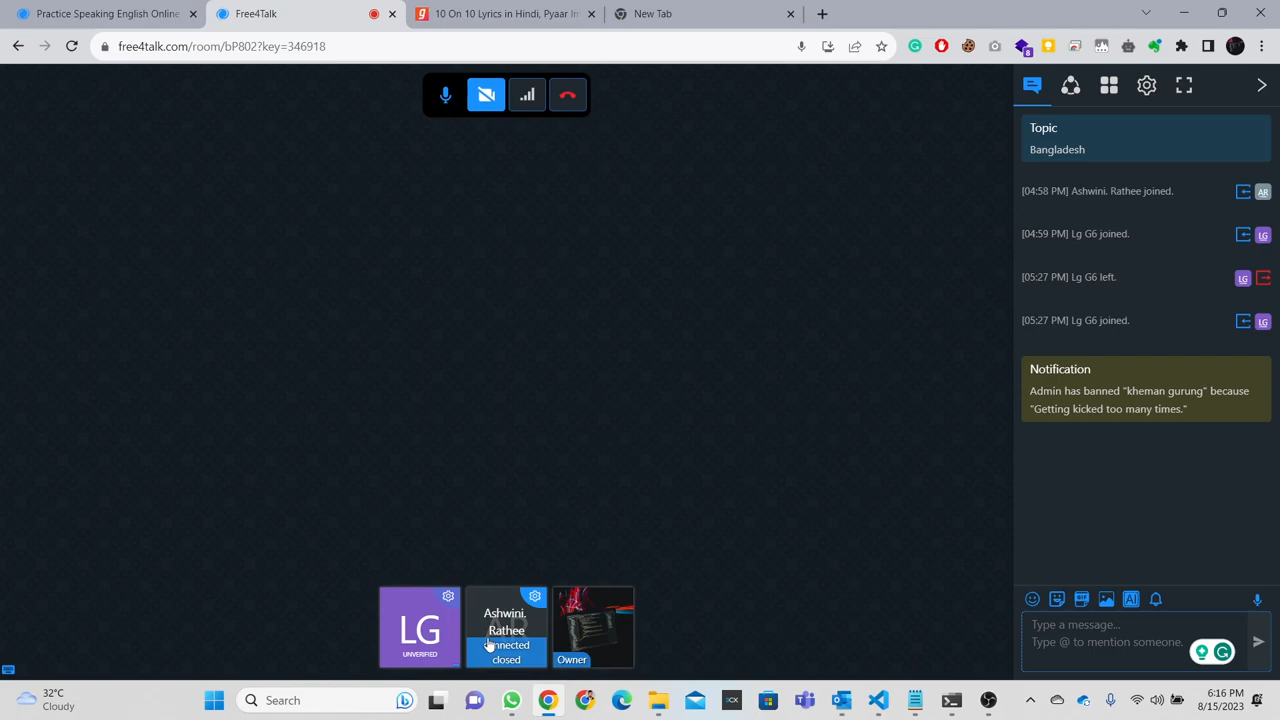 Practice Speaking English Online
Free4Talk
10 On 10 Lyrics in Hindi, Pyaar Im
New Tab
free4talk.com/room/bP802?key=346918
8
Topic
Bangladesh
[04:58 PM] Ashwini. Rathee joined.
AR
[04:59 PM] Lg G6 joined.
LG
[05:27 PM] Lg G6 left.
LG
[05:27 PM] Lg G6 joined.
LG
Notification
Admin has banned "kheman gurung" because
"Getting kicked too many times."
LG
UNVERIFIED
Ashwini.
Rathee
closed
Owner
GIF
AI
Type a message...
Type @ to mention someone.
32°C
Cloudy
Search
6:16 PM
8/15/2023